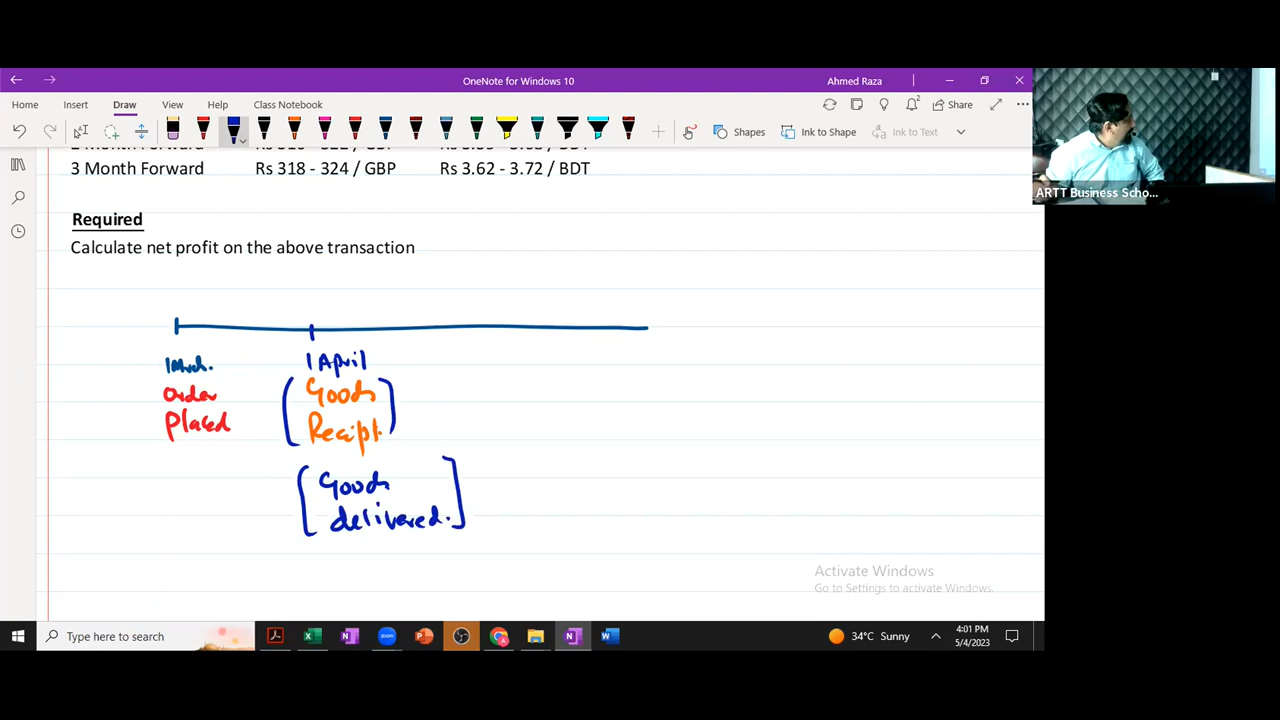 OneNote for Windows 10
Ahmed Raza
Home Insert Draw View Help Class Notebook
Share
Shapes Ink to Shape Ink to Text
3 Month Forward Rs 318 - 324 / GBP Rs 3.62 - 3.72 / BDT
Required
Calculate net profit on the above transaction
1 April
Order
Placed
Goods
Recipt.
Goods
delivered.
ARTT Business Scho...
Activate Windows
Go to Settings to activate Windows.
Type here to search
34°C Sunny
4:01 PM
5/4/2023
2